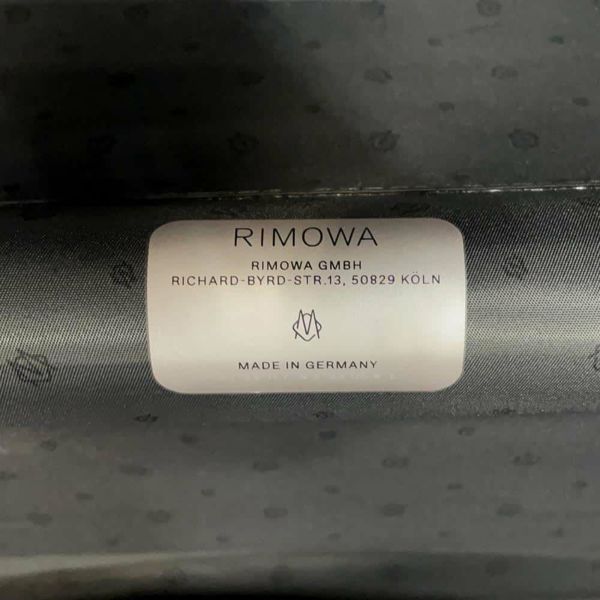 RIMOWA
RIMOWA GMBH
RICHARD-BYRD-STR.13, 50829 KÖLN
MADE IN GERMANY